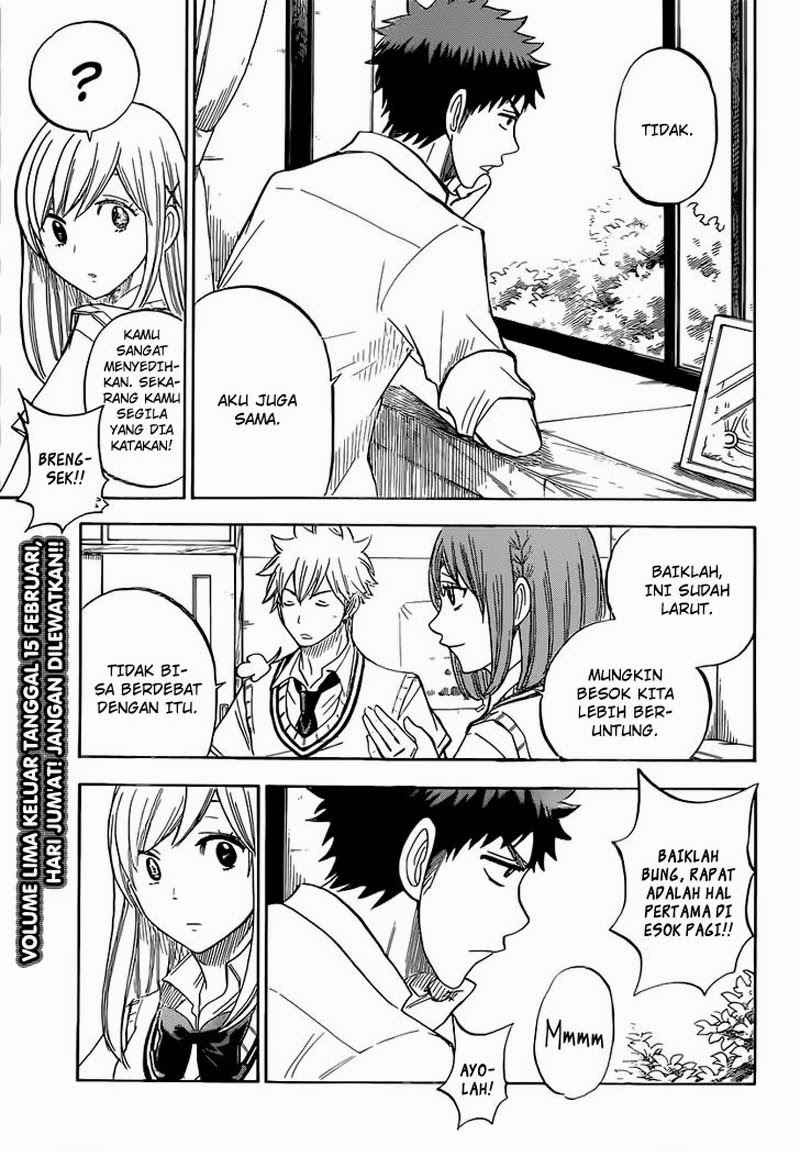 TIDAK.
AKU JUGA
SAMA.
?
KAMU
SANGAT
MENYEDIH-
KAN. SEKA-
RANG KAMU
SEGILA
YANG DIA
KATAKAN!
BRENG-
SEK!!
BAIKLAH,
INI SUDAH
LARUT.
MUNGKIN
BESOK KITA
LEBIH BER-
UNTUNG.
TIDAK BI-
SA BERDEBAT
DENGAN ITU.
BAIKLAH
BUNG, RAPAT
ADALAH HAL
PERTAMA DI
ESOK PAGI!!
Mmmm
AYO-
LAH!
VOLUME LIMA KELUAR TANGGAL 15 FEBRUARI,
HARI JUMAT! JANGAN DILEWATKAN!!